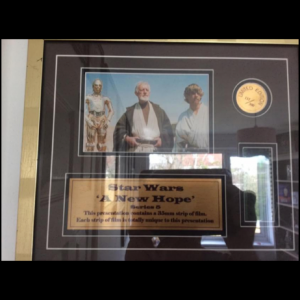 Star Wars
'A New Hope'
Series 5
This presentation contains a 35mm strip of film.
Each strip of film is totally unique to this presentation